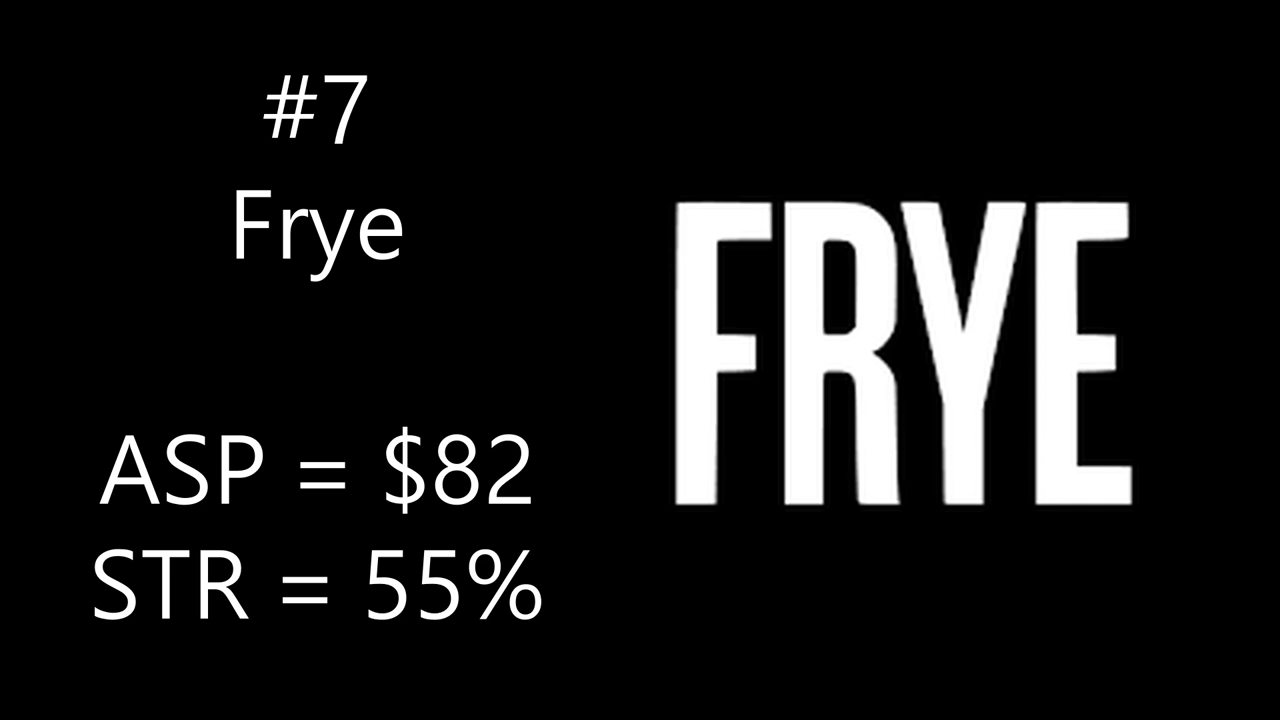 #7
Frye
ASP = $82
STR = 55%
FRYE